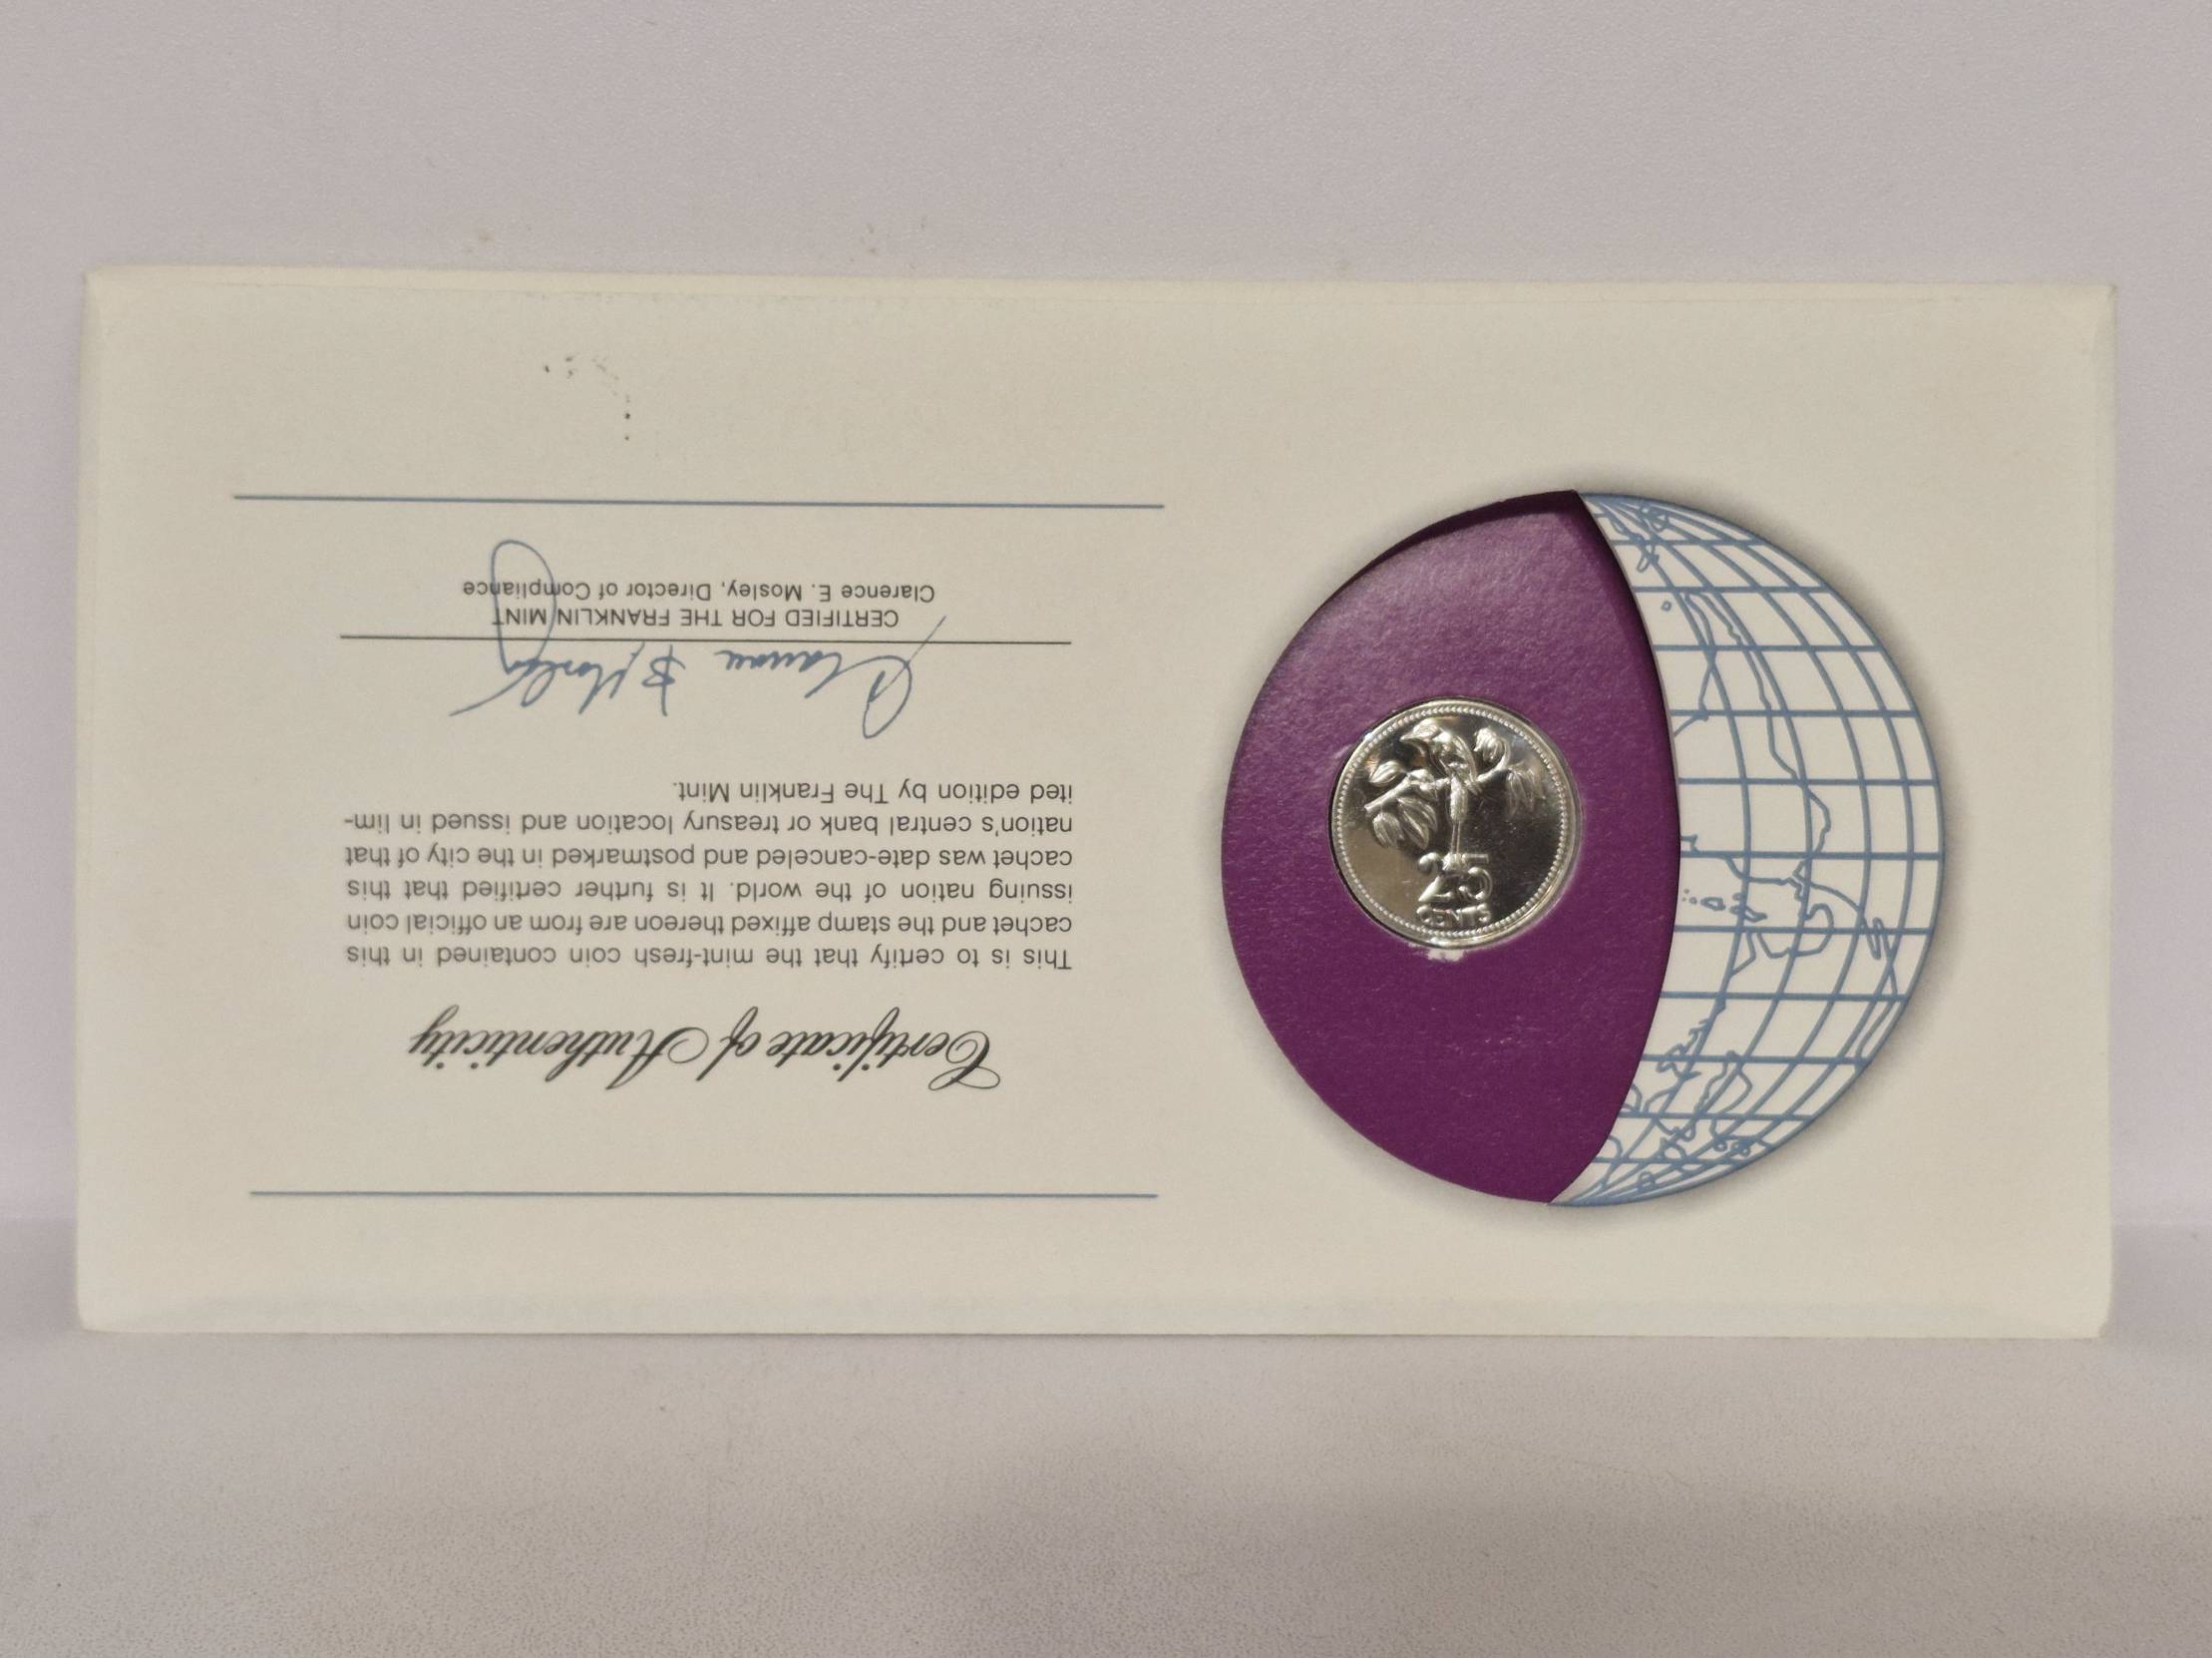 Certificate of Authenticity
This is to certify that the mint-fresh coin contained in this
cachet and the stamp affixed thereon are from an official coin
issuing nation of the world. It is further certified that this
cachet was date-canceled and postmarked in the city of that
nation's central bank or treasury location and issued in lim-
ited edition by The Franklin Mint.
Clarence E. Mosley
CERTIFIED FOR THE FRANKLIN MINT
Clarence E. Mosley, Director of Compliance
25
CENTS